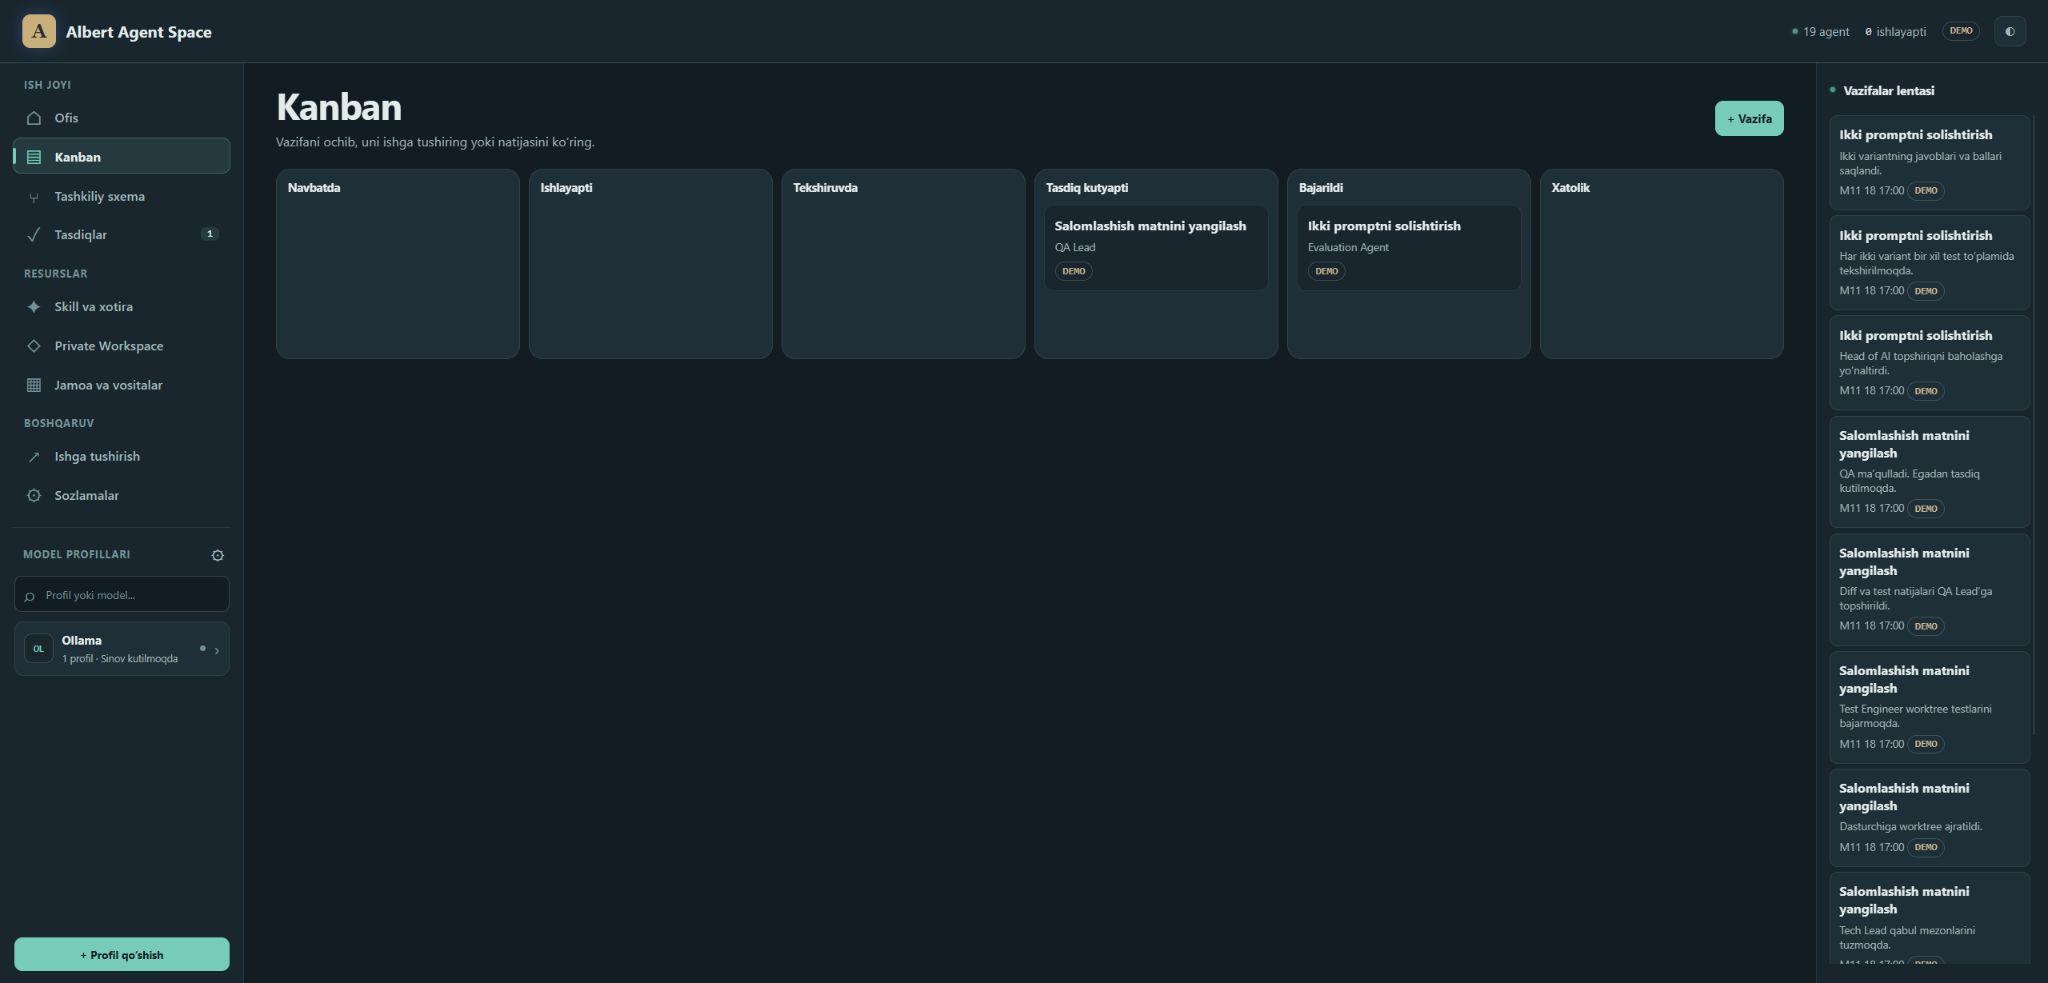 A
Albert Agent Space
19 agent
0 ishlayapti
DEMO
ISH JOYI
Ofis
Kanban
Tashkiliy sxema
Tasdiqlar
1
RESURSLAR
Skill va xotira
Private Workspace
Jamoa va vositalar
BOSHQARUV
Ishga tushirish
Sozlamalar
MODEL PROFILLARI
Profil yoki model...
OL
Ollama
1 profil · Sinov kutilmoqda
+ Profil qo‘shish
Kanban
Vazifani ochib, uni ishga tushiring yoki natijasini ko‘ring.
+ Vazifa
Navbatda
Ishlayapti
Tekshiruvda
Tasdiq kutyapti
Salomlashish matnini yangilash
QA Lead
DEMO
Bajarildi
Ikki promptni solishtirish
Evaluation Agent
DEMO
Xatolik
Vazifalar lentasi
Ikki promptni solishtirish
Ikki variantning javoblari va ballari
saqlandi.
M11 18 17:00 DEMO
Ikki promptni solishtirish
Har ikki variant bir xil test to‘plamida
tekshirilmoqda.
M11 18 17:00 DEMO
Ikki promptni solishtirish
Head of AI topshiriqni baholashga
yo‘naltirdi.
M11 18 17:00 DEMO
Salomlashish matnini
yangilash
QA ma’qulladi. Egadan tasdiq
kutilmoqda.
M11 18 17:00 DEMO
Salomlashish matnini
yangilash
Diff va test natijalari QA Lead’ga
topshirildi.
M11 18 17:00 DEMO
Salomlashish matnini
yangilash
Test Engineer worktree testlarini
bajarmoqda.
M11 18 17:00 DEMO
Salomlashish matnini
yangilash
Dasturchiga worktree ajratildi.
M11 18 17:00 DEMO
Salomlashish matnini
yangilash
Tech Lead qabul mezonlarini
tuzmoqda.
M11 18 17:00 DEMO